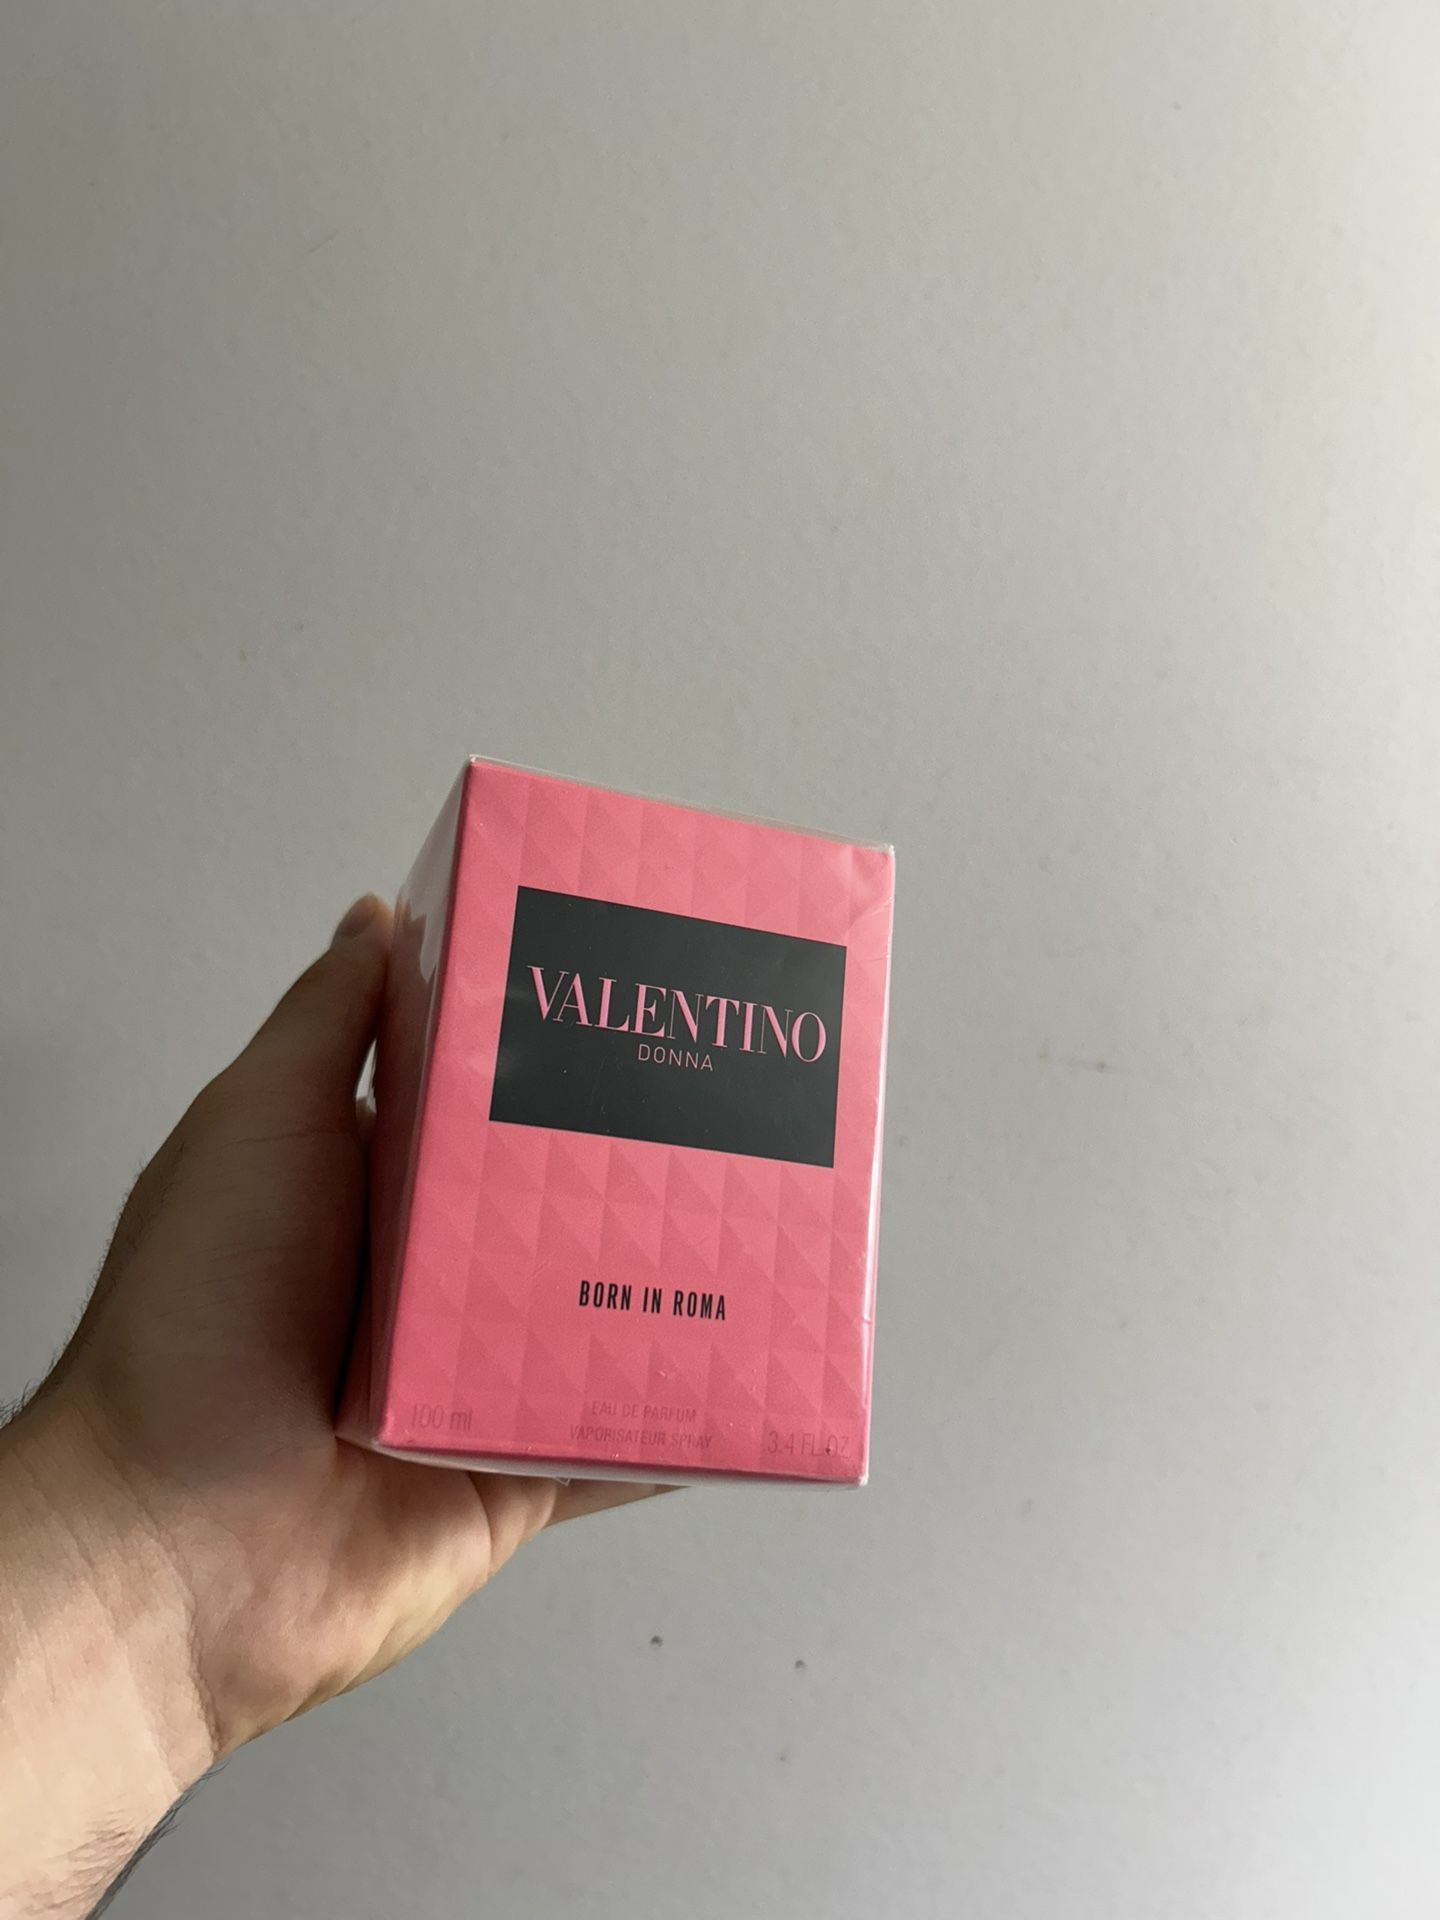 VALENTINO
DONNA
BORN IN ROMA
EAU DE PARFUM
100 ml VAPORISATEUR SPRAY 3.4 FL.OZ